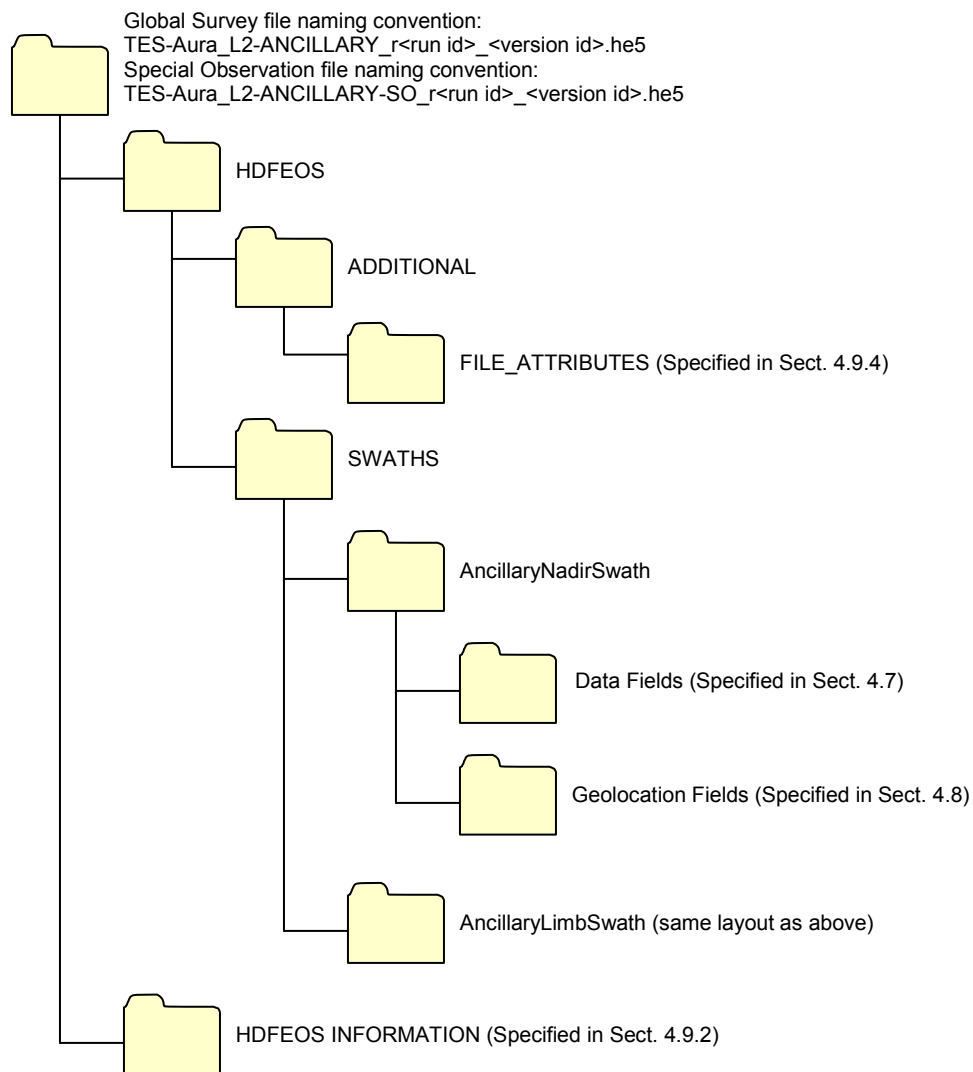 Global Survey file naming convention:
TES-Aura_L2-ANCILLARY_r<run id>_<version id>.he5
Special Observation file naming convention:
TES-Aura_L2-ANCILLARY-SO_r<run id>_<version id>.he5
HDFEOS
ADDITIONAL
FILE_ATTRIBUTES (Specified in Sect. 4.9.4)
SWATHS
AncillaryNadirSwath
Data Fields (Specified in Sect. 4.7)
Geolocation Fields (Specified in Sect. 4.8)
AncillaryLimbSwath (same layout as above)
HDFEOS INFORMATION (Specified in Sect. 4.9.2)